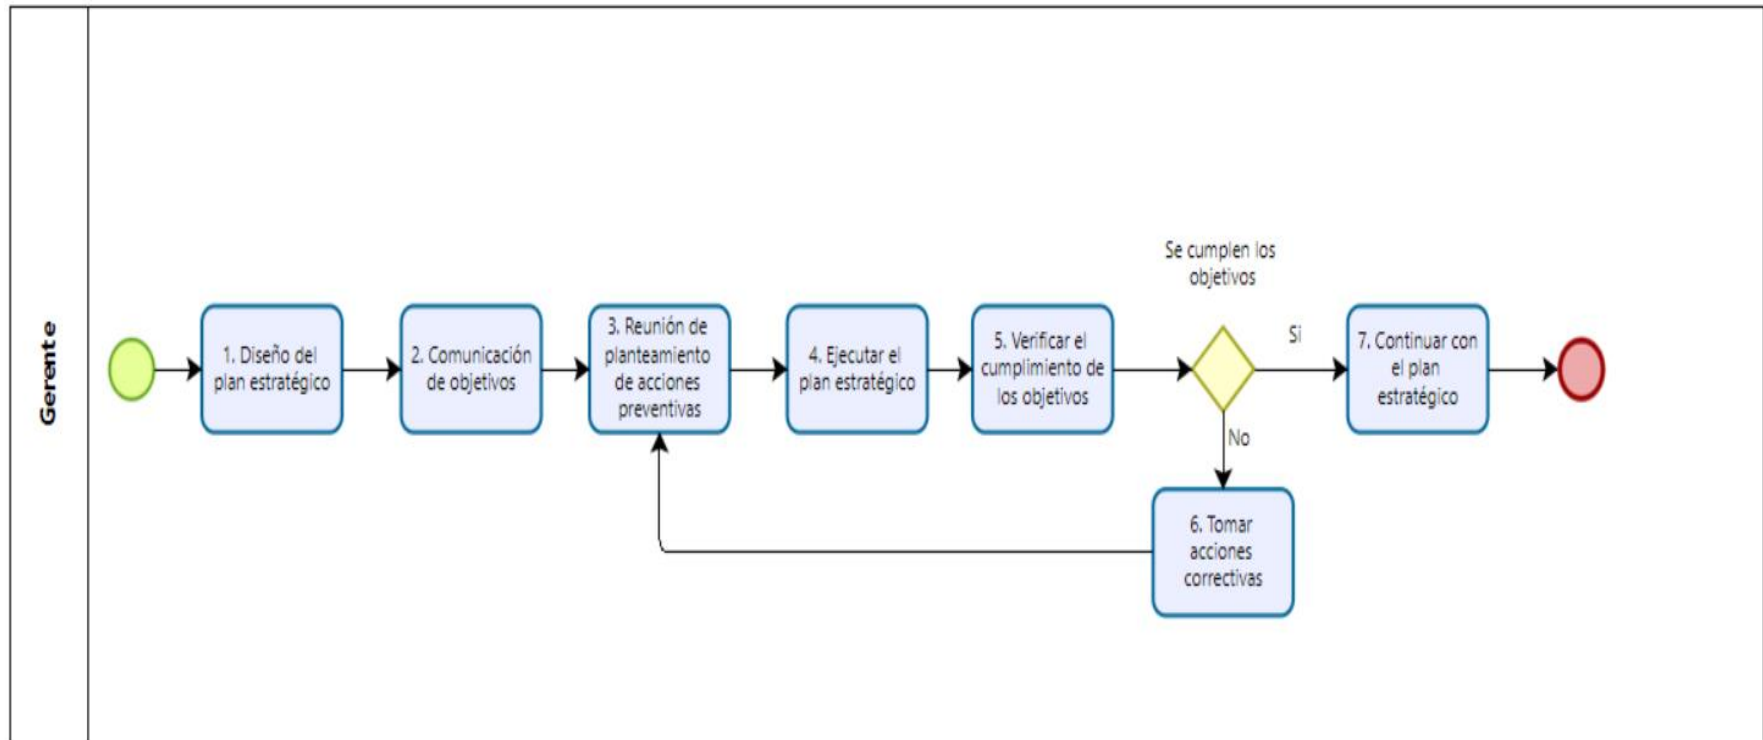 Gerente
1. Diseño del
plan estratégico
2. Comunicación
de objetivos
3. Reunión de
planteamiento
de acciones
preventivas
4. Ejecutar el
plan estratégico
5. Verificar el
cumplimiento de
los objetivos
Se cumplen los
objetivos
Si
No
6. Tomar
acciones
correctivas
7. Continuar con
el plan
estratégico